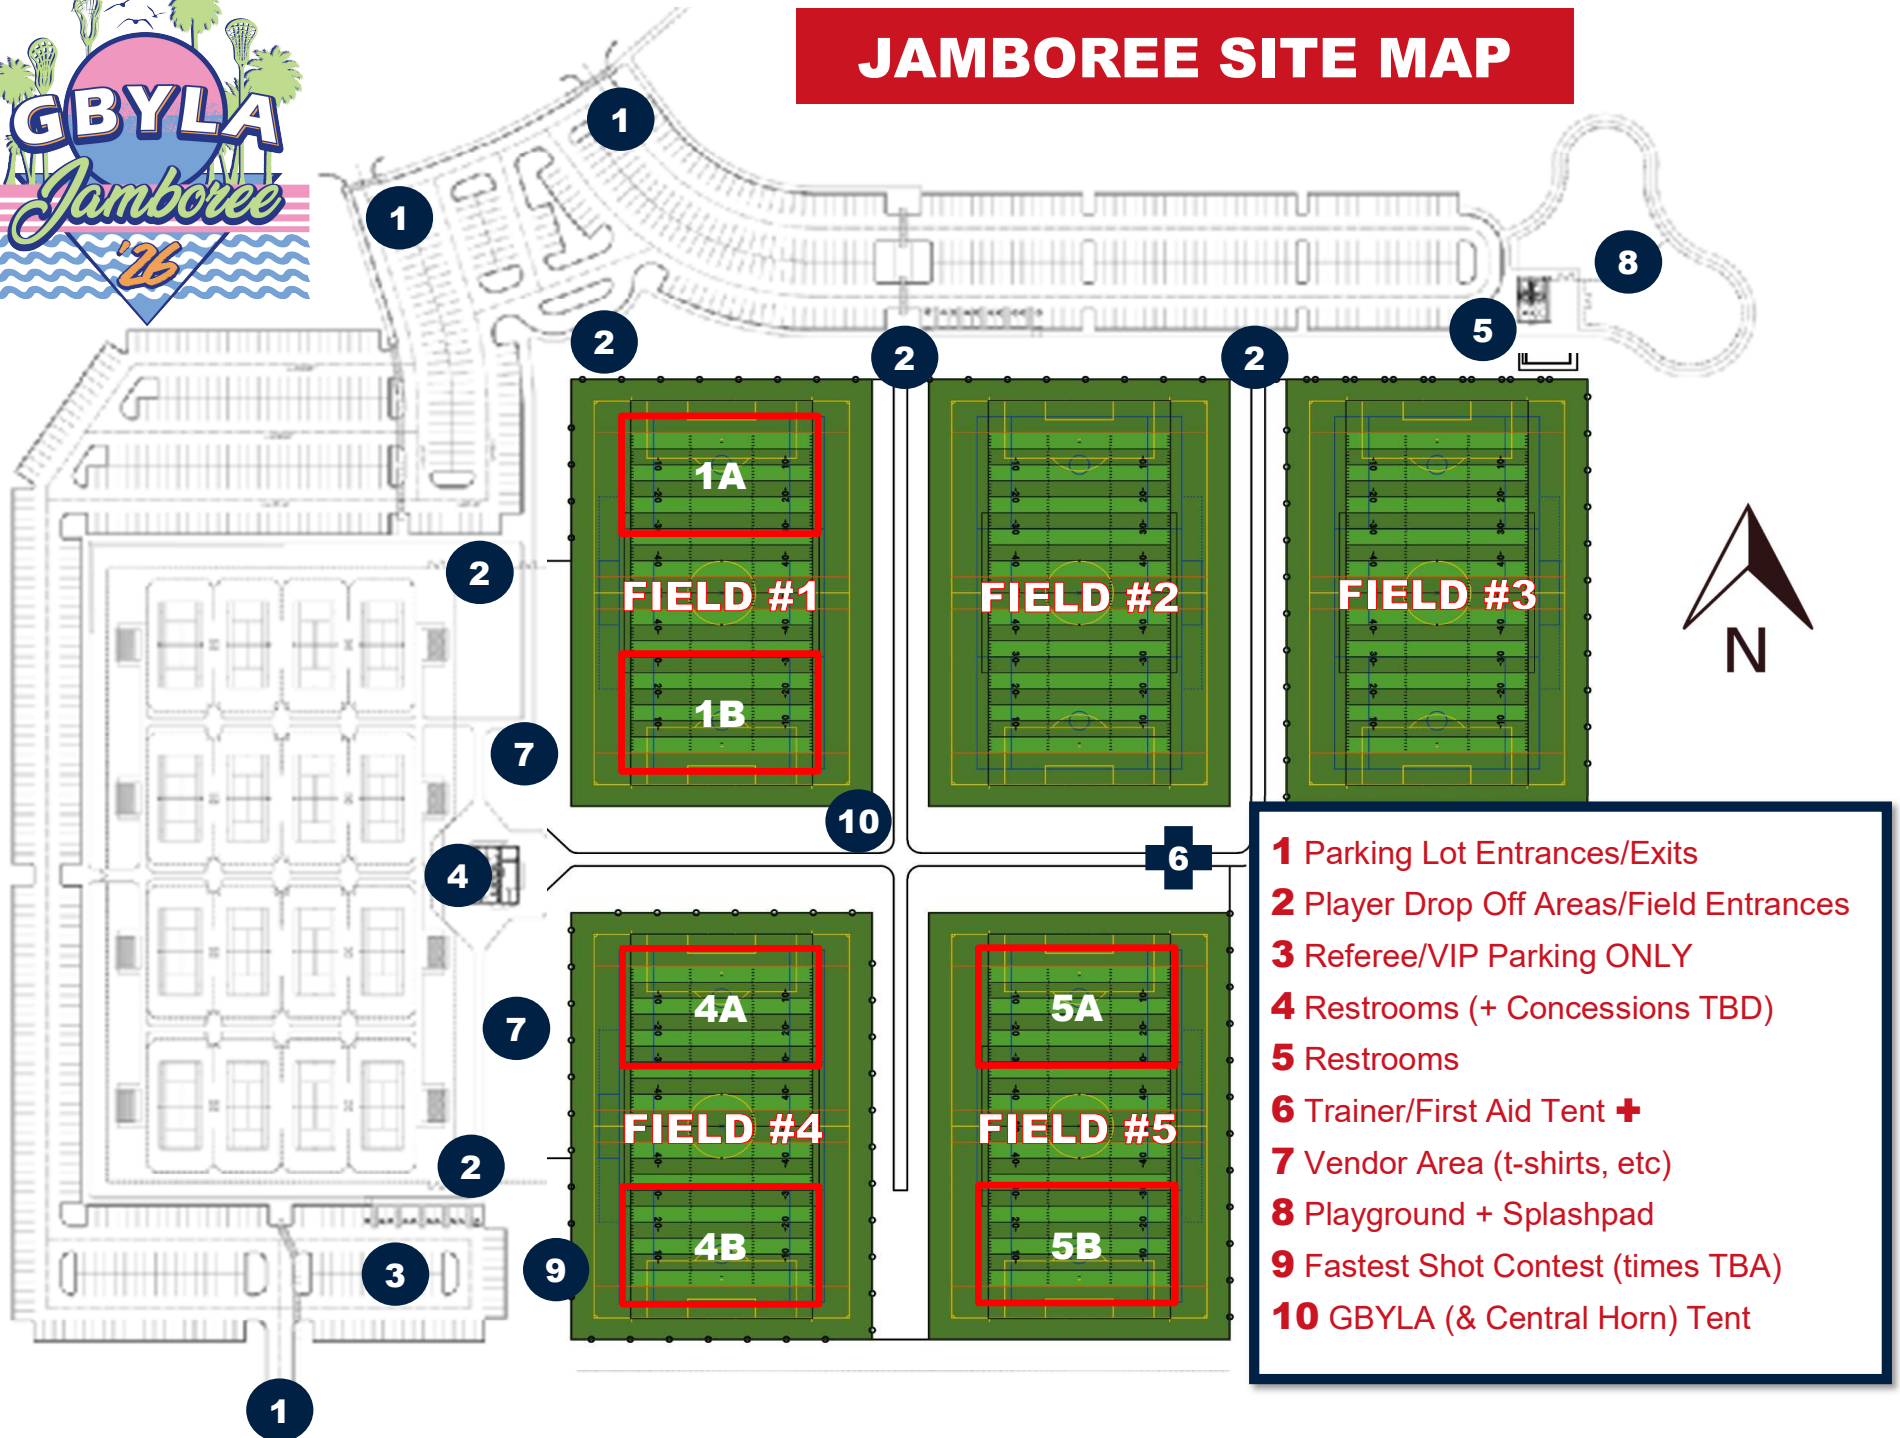 JAMBOREE SITE MAP
GBYLA
Jamboree
'26
1
1
8
5
2
2
2
1A
2
FIELD #1
FIELD #2
FIELD #3
N
1B
7
10
6
4
4A
5A
7
FIELD #4
FIELD #5
2
4B
5B
9
3
1
1 Parking Lot Entrances/Exits
2 Player Drop Off Areas/Field Entrances
3 Referee/VIP Parking ONLY
4 Restrooms (+ Concessions TBD)
5 Restrooms
6 Trainer/First Aid Tent ✚
7 Vendor Area (t-shirts, etc)
8 Playground + Splashpad
9 Fastest Shot Contest (times TBA)
10 GBYLA (& Central Horn) Tent